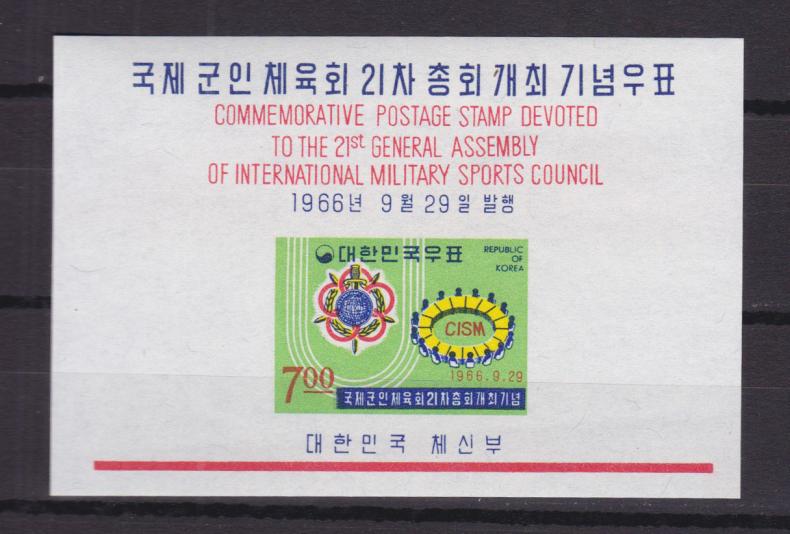 국제 군인 체육회 21차 총회 개최 기념우표
COMMEMORATIVE POSTAGE STAMP DEVOTED
TO THE 21st GENERAL ASSEMBLY
OF INTERNATIONAL MILITARY SPORTS COUNCIL
1966년 9월 29일 발행
대한민국우표
REPUBLIC
OF
KOREA
CISM
1966.9.29
700
국제군인체육회21차총회개최기념
대한민국 체신부